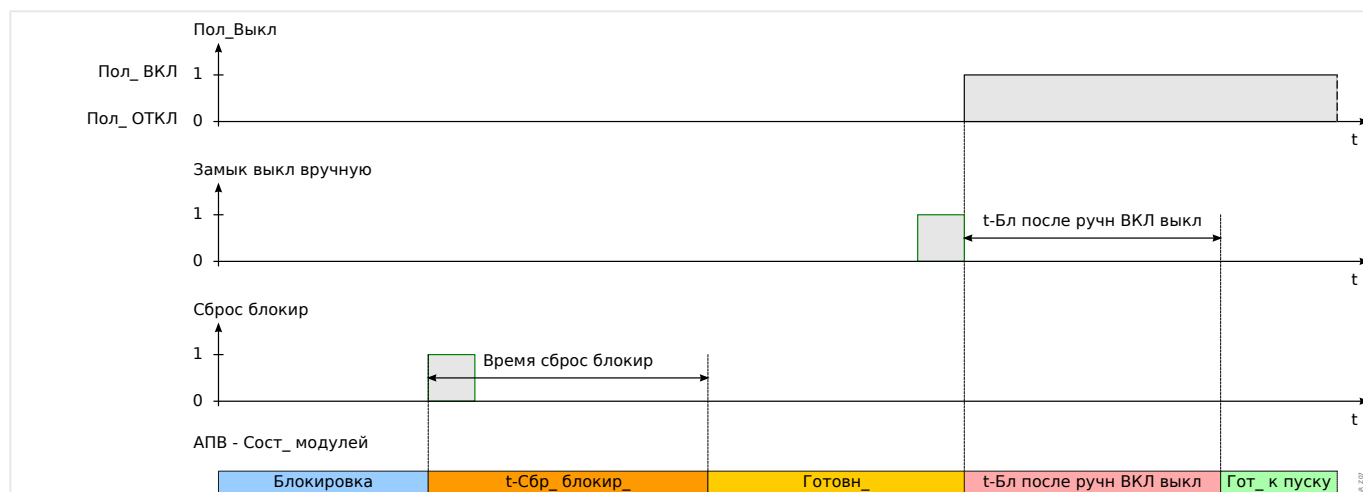 Пол_Выкл
Пол_ ВКЛ 1
Пол_ ОТКЛ 0
t
Замык выкл вручную
1
t-Бл после ручн ВКЛ выкл
0
t
Сброс блокир
1
Время сброс блокир
0
t
АПВ - Сост_ модулей
Блокировка t-Сбр_ блокир_ Готовн_ t-Бл после ручн ВКЛ выкл Гот_ к пуску